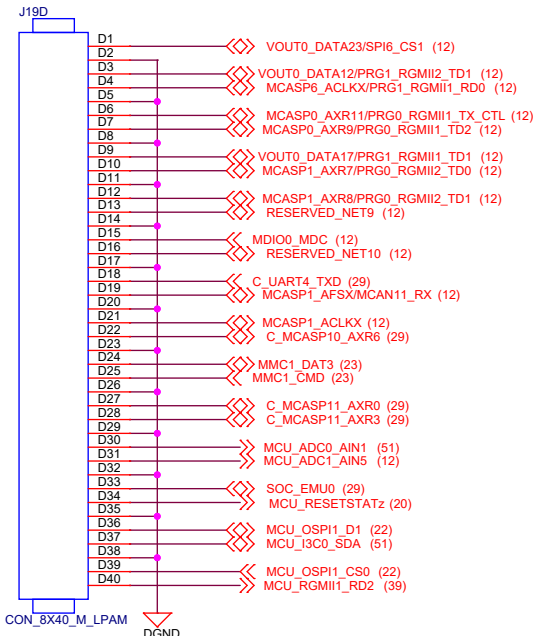 J19D
D1 VOUT0_DATA23/SPI6_CS1 (12)
D2
D3 VOUT0_DATA12/PRG1_RGMII2_TD1 (12)
D4 MCASP6_ACLKX/PRG1_RGMII1_RD0 (12)
D5
D6 MCASP0_AXR11/PRG0_RGMII1_TX_CTL (12)
D7 MCASP0_AXR9/PRG0_RGMII1_TD2 (12)
D8
D9 VOUT0_DATA17/PRG1_RGMII1_TD1 (12)
D10 MCASP1_AXR7/PRG0_RGMII2_TD0 (12)
D11
D12 MCASP1_AXR8/PRG0_RGMII2_TD1 (12)
D13 RESERVED_NET9 (12)
D14
D15 MDIO0_MDC (12)
D16 RESERVED_NET10 (12)
D17
D18 C_UART4_TXD (29)
D19 MCASP1_AFSX/MCAN11_RX (12)
D20
D21 MCASP1_ACLKX (12)
D22 C_MCASP10_AXR6 (29)
D23
D24 MMC1_DAT3 (23)
D25 MMC1_CMD (23)
D26
D27 C_MCASP11_AXR0 (29)
D28 C_MCASP11_AXR3 (29)
D29
D30 MCU_ADC0_AIN1 (51)
D31 MCU_ADC1_AIN5 (12)
D32
D33 SOC_EMU0 (29)
D34 MCU_RESETSTATz (20)
D35
D36 MCU_OSPI1_D1 (22)
D37 MCU_I3C0_SDA (51)
D38
D39 MCU_OSPI1_CS0 (22)
D40 MCU_RGMII1_RD2 (39)
CON_8X40_M_LPAM
DGND